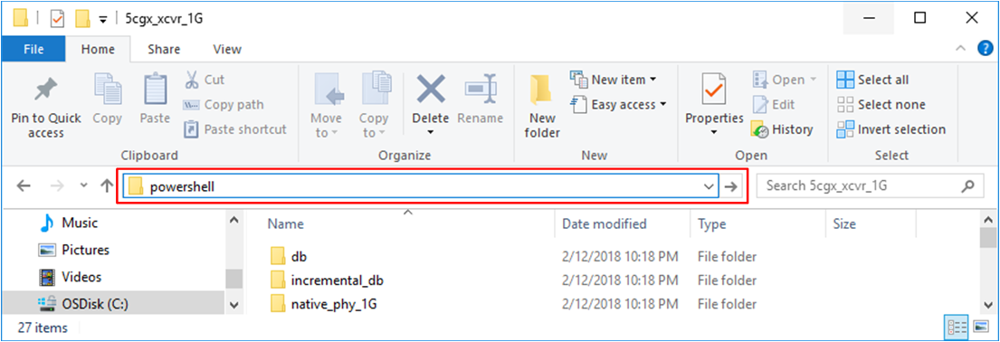 5cgx_xcvr_1G
File Home Share View
Pin to Quick access
Copy
Paste
Cut
Copy path
Paste shortcut
Clipboard
Move to
Copy to
Delete
Rename
Organize
New folder
New item
Easy access
New
Properties
Open
Edit
History
Open
Select all
Select none
Invert selection
Select
powershell
Search 5cgx_xcvr_1G
Music
Pictures
Videos
OSDisk (C:)
Name Date modified Type Size
db 2/12/2018 10:18 PM File folder
incremental_db 2/12/2018 10:18 PM File folder
native_phy_1G 2/12/2018 10:18 PM File folder
27 items